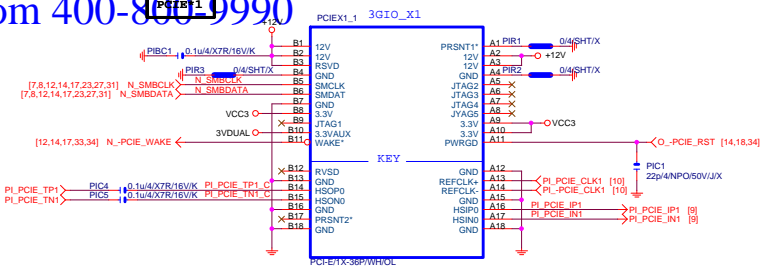 om 400-800-9990
PCIE*1
PCIEX1_1 3GIO_X1
+12V
PIBC1 0.1u/4/X7R/16V/K
B1 12V PRSNT1* A1 PIR1 0/4/SHT/X
B2 12V 12V A2 +12V
B3 RSVD 12V A3
PIR3 0/4/SHT/X B4 GND GND A4 PIR2 0/4/SHT/X
[7,8,12,14,17,23,27,31] N_SMBCLK N_SMBCLK B5 SMCLK JTAG2 A5
[7,8,12,14,17,23,27,31] N_SMBDATA N_SMBDATA B6 SMDAT JTAG3 A6
B7 GND JTAG4 A7
VCC3 B8 3.3V JYAG5 A8
B9 JTAG1 3.3V A9 VCC3
3VDUAL B10 3.3VAUX 3.3V A10
[12,14,17,33,34] N_-PCIE_WAKE B11 WAKE* PWRGD A11 O_-PCIE_RST [14,18,31]
KEY
PIC1
22p/4/NPO/50V/J/X
B12 RVSD GND A12
B13 GND REFCLK+ A13 PI_PCIE_CLK1 [10]
PI_PCIE_TP1 PIC4 0.1u/4/X7R/16V/K PI_PCIE_TP1_C B14 HSOP0 REFCLK- A14 PI_-PCIE_CLK1 [10]
PI_PCIE_TN1 PIC5 0.1u/4/X7R/16V/K PI_PCIE_TN1_C B15 HSON0 GND A15
B16 GND HSIP0 A16 PI_PCIE_IP1 PI_PCIE_IP1 [9]
B17 PRSNT2* HSIN0 A17 PI_PCIE_IN1 PI_PCIE_IN1 [9]
B18 GND GND A18
PCI-E/1X-36P/WH/OL